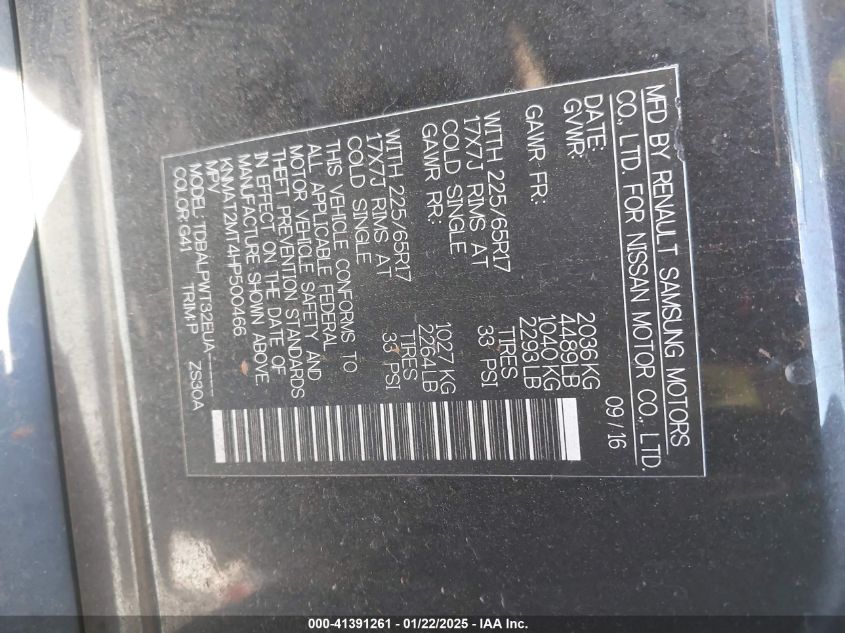 MFD BY RENAULT SAMSUNG MOTORS
CO., LTD. FOR NISSAN MOTOR CO., LTD.
DATE: 09/16
GVWR: 2036KG
4489LB
GAWR FR: 1040KG
2293LB
WITH 225/65R17 TIRES
17X7J RIMS AT 33 PSI
COLD SINGLE
GAWR RR: 1027KG
2264LB
WITH 225/65R17 TIRES
17X7J RIMS AT 33 PSI
COLD SINGLE
THIS VEHICLE CONFORMS TO
ALL APPLICABLE FEDERAL
MOTOR VEHICLE SAFETY AND
THEFT PREVENTION STANDARDS
IN EFFECT ON THE DATE OF
MANUFACTURE SHOWN ABOVE.
KNMAT2MT4HP500466
MPV
MODEL: TDBALPWT32EUA-----
COLOR:G41 TRIM:P ZS30A
000-41391261 - 01/22/2025 - IAA Inc.